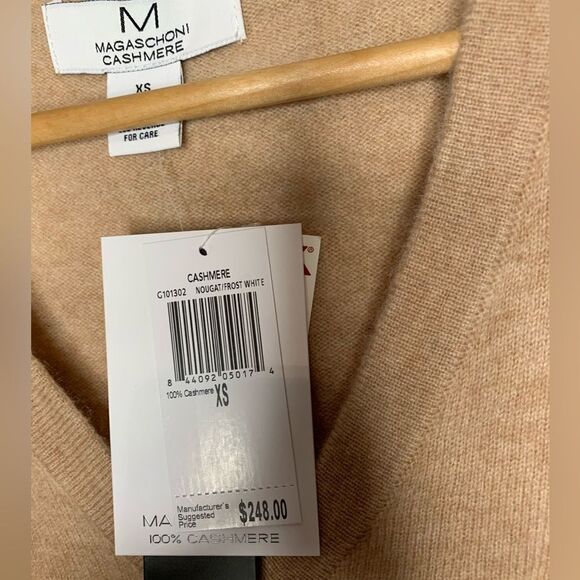 M
MAGASCHONI
CASHMERE
XS
FOR CARE
CASHMERE
G101302 NOUGAT/FROST WHITE
8 44092 05017 4
100% Cashmere XS
Manufacturer's
Suggested
Price
$248.00
MA
100% CASHMERE